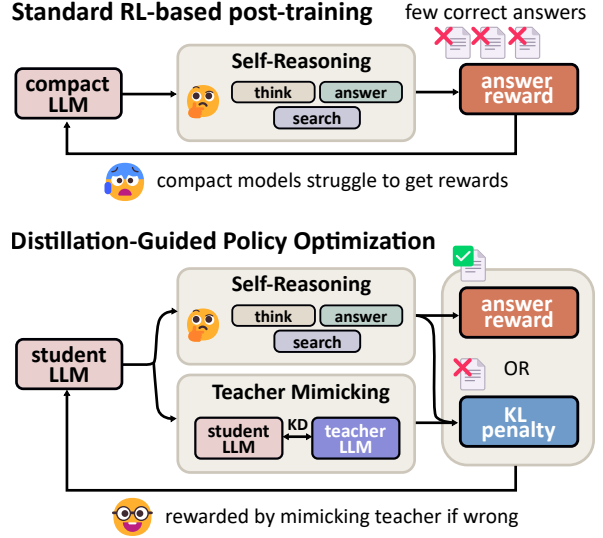 Standard RL-based post-training
few correct answers
Self-Reasoning
compact
LLM
think
answer
search
answer
reward
compact models struggle to get rewards
Distillation-Guided Policy Optimization
Self-Reasoning
think
answer
search
answer
reward
student
LLM
OR
Teacher Mimicking
student
LLM
KD
teacher
LLM
KL
penalty
rewarded by mimicking teacher if wrong